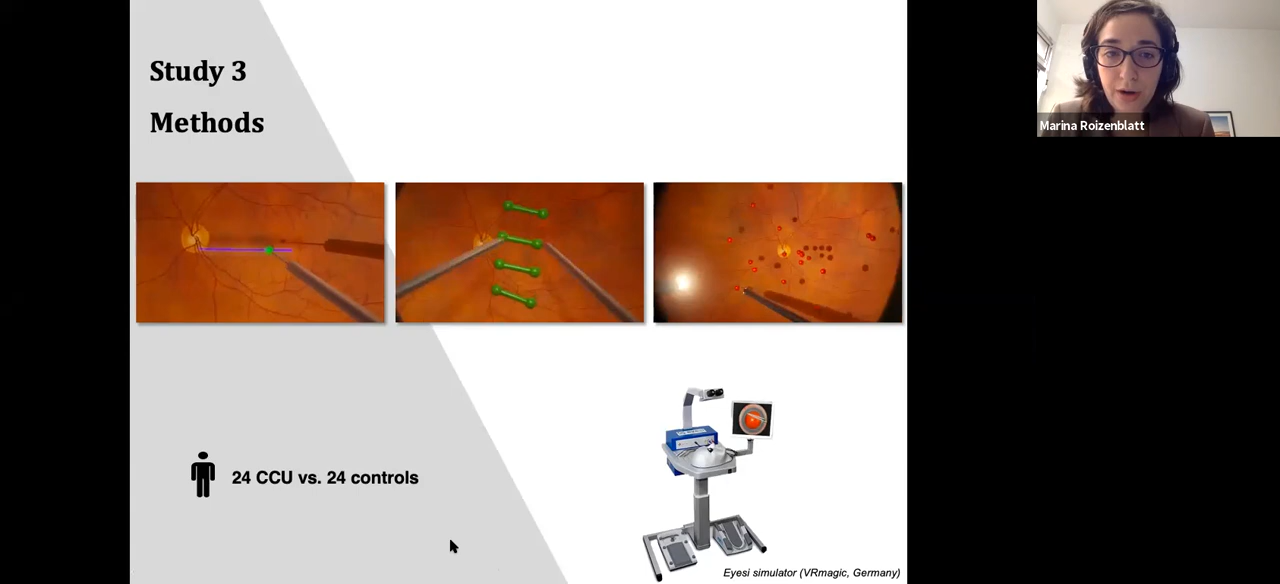 Study 3
Methods
Marina Roizenblatt
24 CCU vs. 24 controls
Eyesi simulator (VRmagic, Germany)